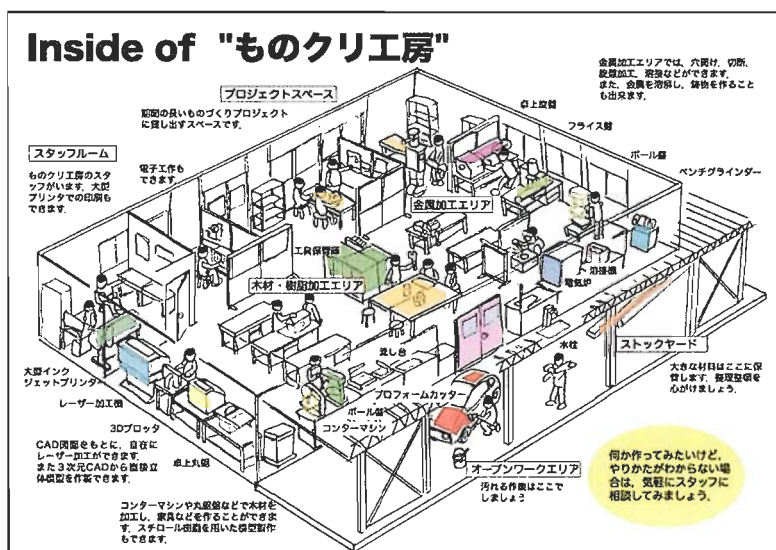 Inside of "ものクリ工房"
金属加工エリアでは、穴開け、切断、
旋盤加工、溶接などができます。
また、金属を溶解し、鋳物を作ることも
出来ます。
プロジェクトスペース
期間の長いものづくりプロジェクト
に貸し出すスペースです。
卓上旋盤
フライス盤
ボール盤
ベンチグラインダー
スタッフルーム
ものクリ工房のスタ
ッフがいます。大型
プリンタでの印刷も
できます。
電子工作も
できます。
金属加工エリア
工具保管庫
木材・樹脂加工エリア
溶接機
電気炉
流し台
水栓
ストックヤード
大きな材料はここに保
管します。整理整頓を
心がけましょう。
大型インク
ジェットプリンタ
レーザー加工機
3Dプロッタ
卓上丸鋸
プロフォームカッター
ボール盤
コンターマシン
CAD図面をもとに、自在に
レーザー加工ができます。
また3次元CADから直接立
体模型を作製できます。
オープンワークエリア
汚れる作業はここで
しましょう
コンターマシンや丸鋸盤などで木材を
加工し、家具などを作ることができま
す。スチロール樹脂を用いた模型製作
もできます。
何か作ってみたいけど、
やりかたがわからない場
合は、気軽にスタッフに
相談してみましょう。